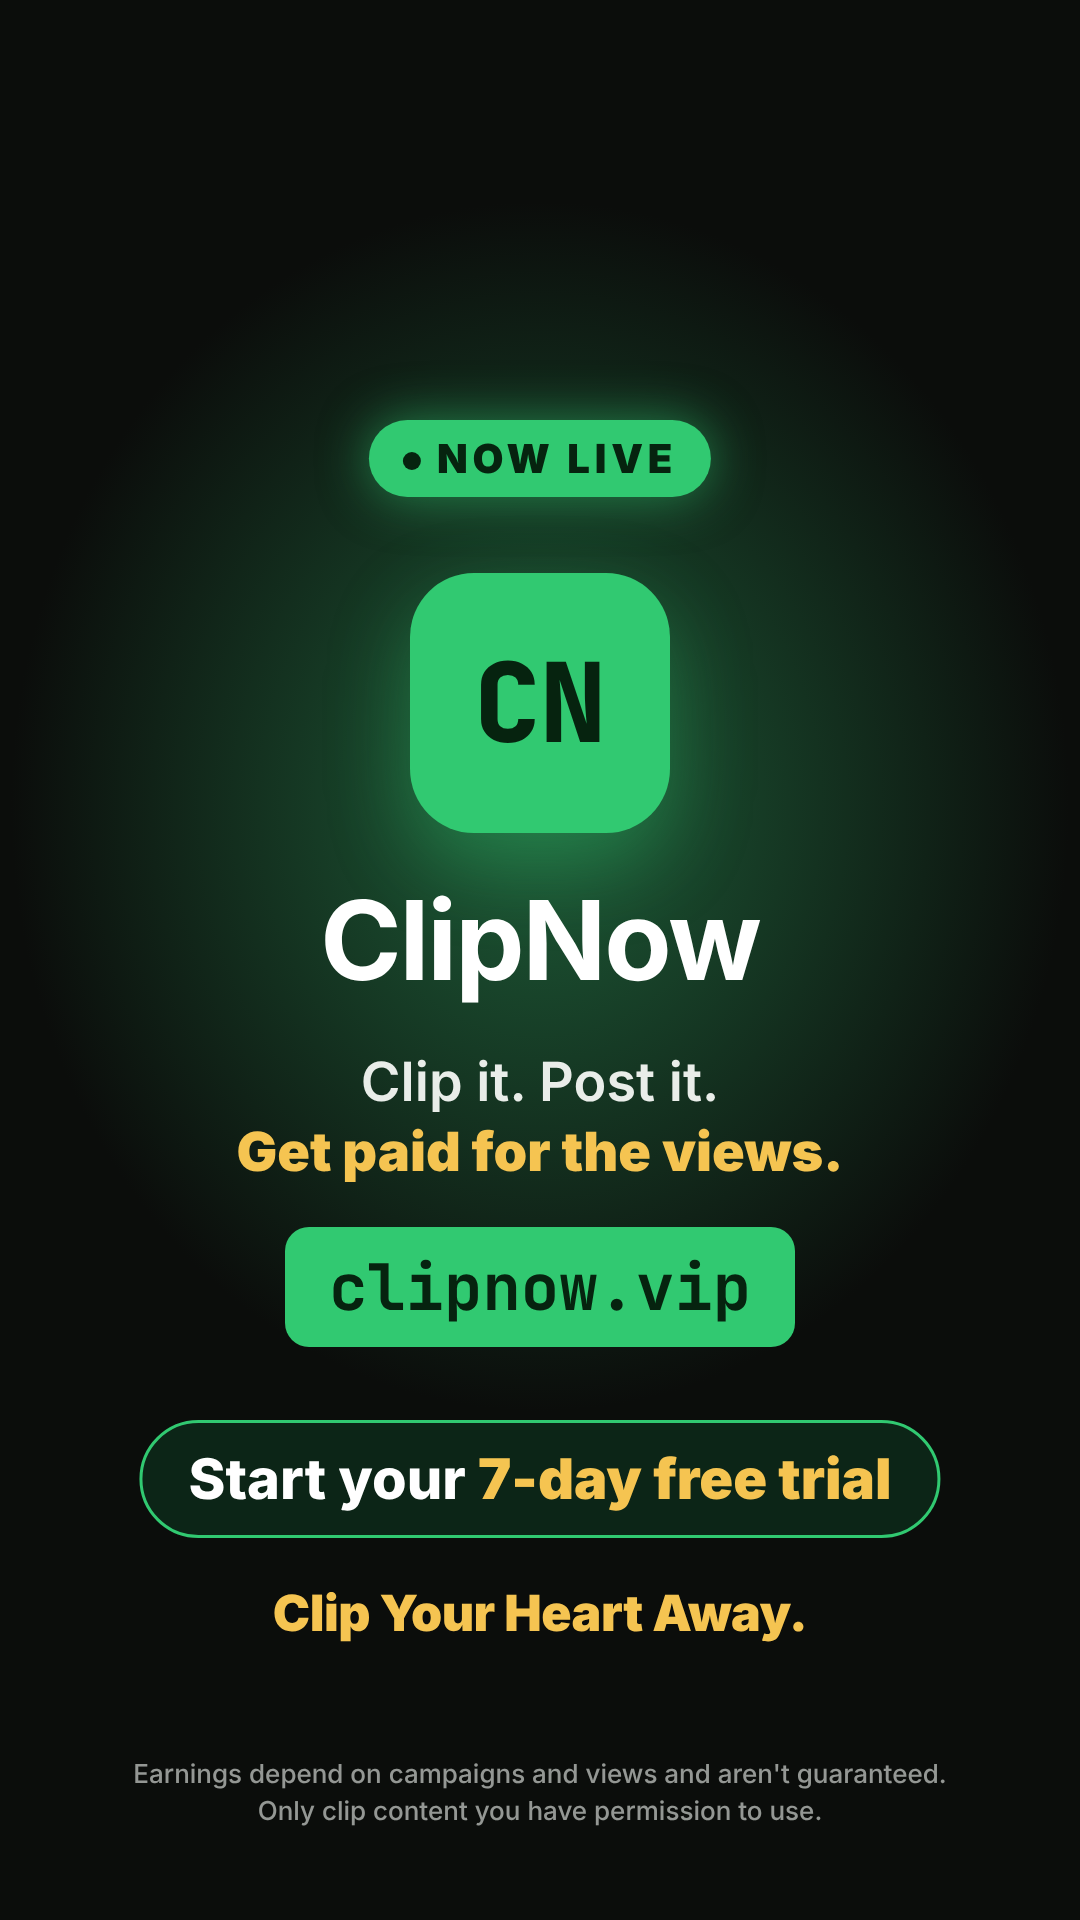 ● NOW LIVE
CN
ClipNow
Clip it. Post it.
Get paid for the views.
clipnow.vip
Start your 7-day free trial
Clip Your Heart Away.
Earnings depend on campaigns and views and aren't guaranteed.
Only clip content you have permission to use.